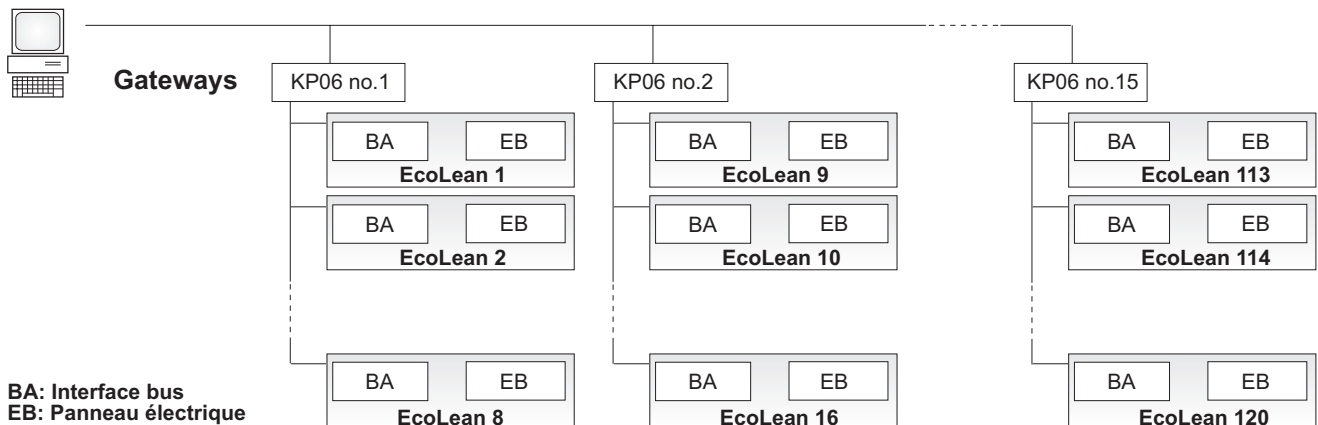 Gateways
KP06 no.1
KP06 no.2
KP06 no.15
BA EB
EcoLean 1
BA EB
EcoLean 9
BA EB
EcoLean 113
BA EB
EcoLean 2
BA EB
EcoLean 10
BA EB
EcoLean 114
BA EB
EcoLean 8
BA EB
EcoLean 16
BA EB
EcoLean 120
BA: Interface bus
EB: Panneau électrique